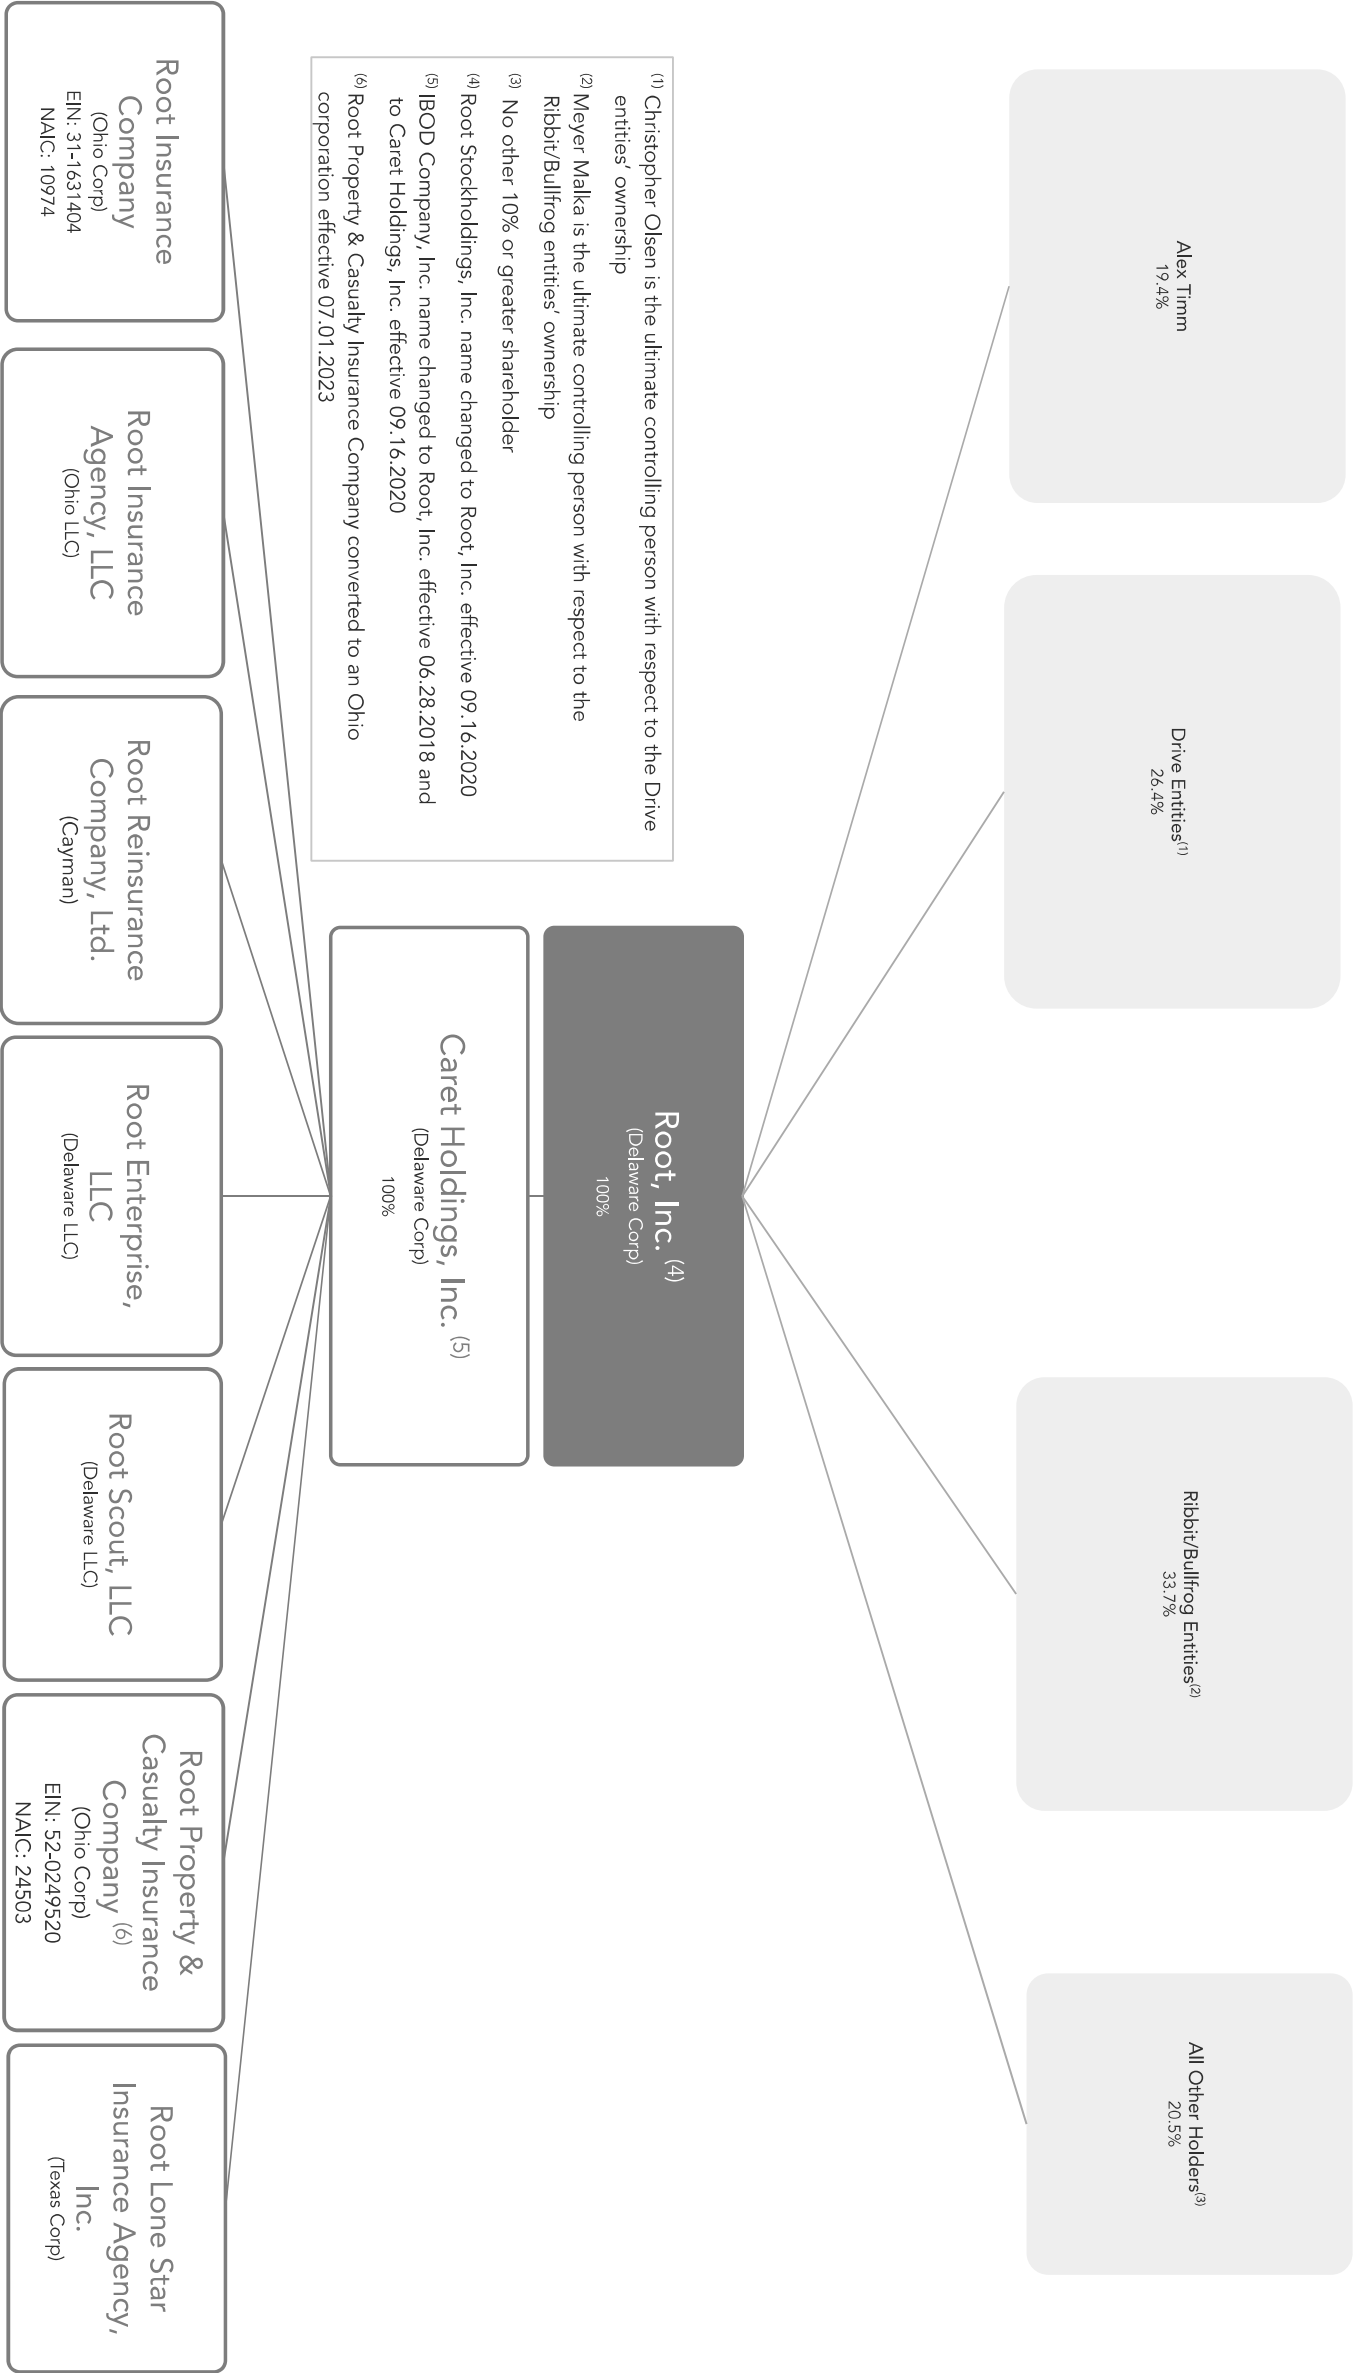 Alex Timm
19.4%
Drive Entities(1)
26.4%
Ribbit/Bullfrog Entities(2)
33.7%
All Other Holders(3)
20.5%
Root, Inc. (4)
(Delaware Corp)
100%
Caret Holdings, Inc. (5)
(Delaware Corp)
100%
(1) Christopher Olsen is the ultimate controlling person with respect to the Drive
entities’ ownership
(2) Meyer Malka is the ultimate controlling person with respect to the
Ribbit/Bullfrog entities’ ownership
(3) No other 10% or greater shareholder
(4) Root Stockholdings, Inc. name changed to Root, Inc. effective 09.16.2020
(5) IBOD Company, Inc. name changed to Root, Inc. effective 06.28.2018 and
to Caret Holdings, Inc. effective 09.16.2020
(6) Root Property & Casualty Insurance Company converted to an Ohio
corporation effective 07.01.2023
Root Insurance
Company
(Ohio Corp)
EIN: 31-1631404
NAIC: 10974
Root Insurance
Agency, LLC
(Ohio LLC)
Root Reinsurance
Company, Ltd.
(Cayman)
Root Enterprise,
LLC
(Delaware LLC)
Root Scout, LLC
(Delaware LLC)
Root Property &
Casualty Insurance
Company (6)
(Ohio Corp)
EIN: 52-0249520
NAIC: 24503
Root Lone Star
Insurance Agency,
Inc.
(Texas Corp)